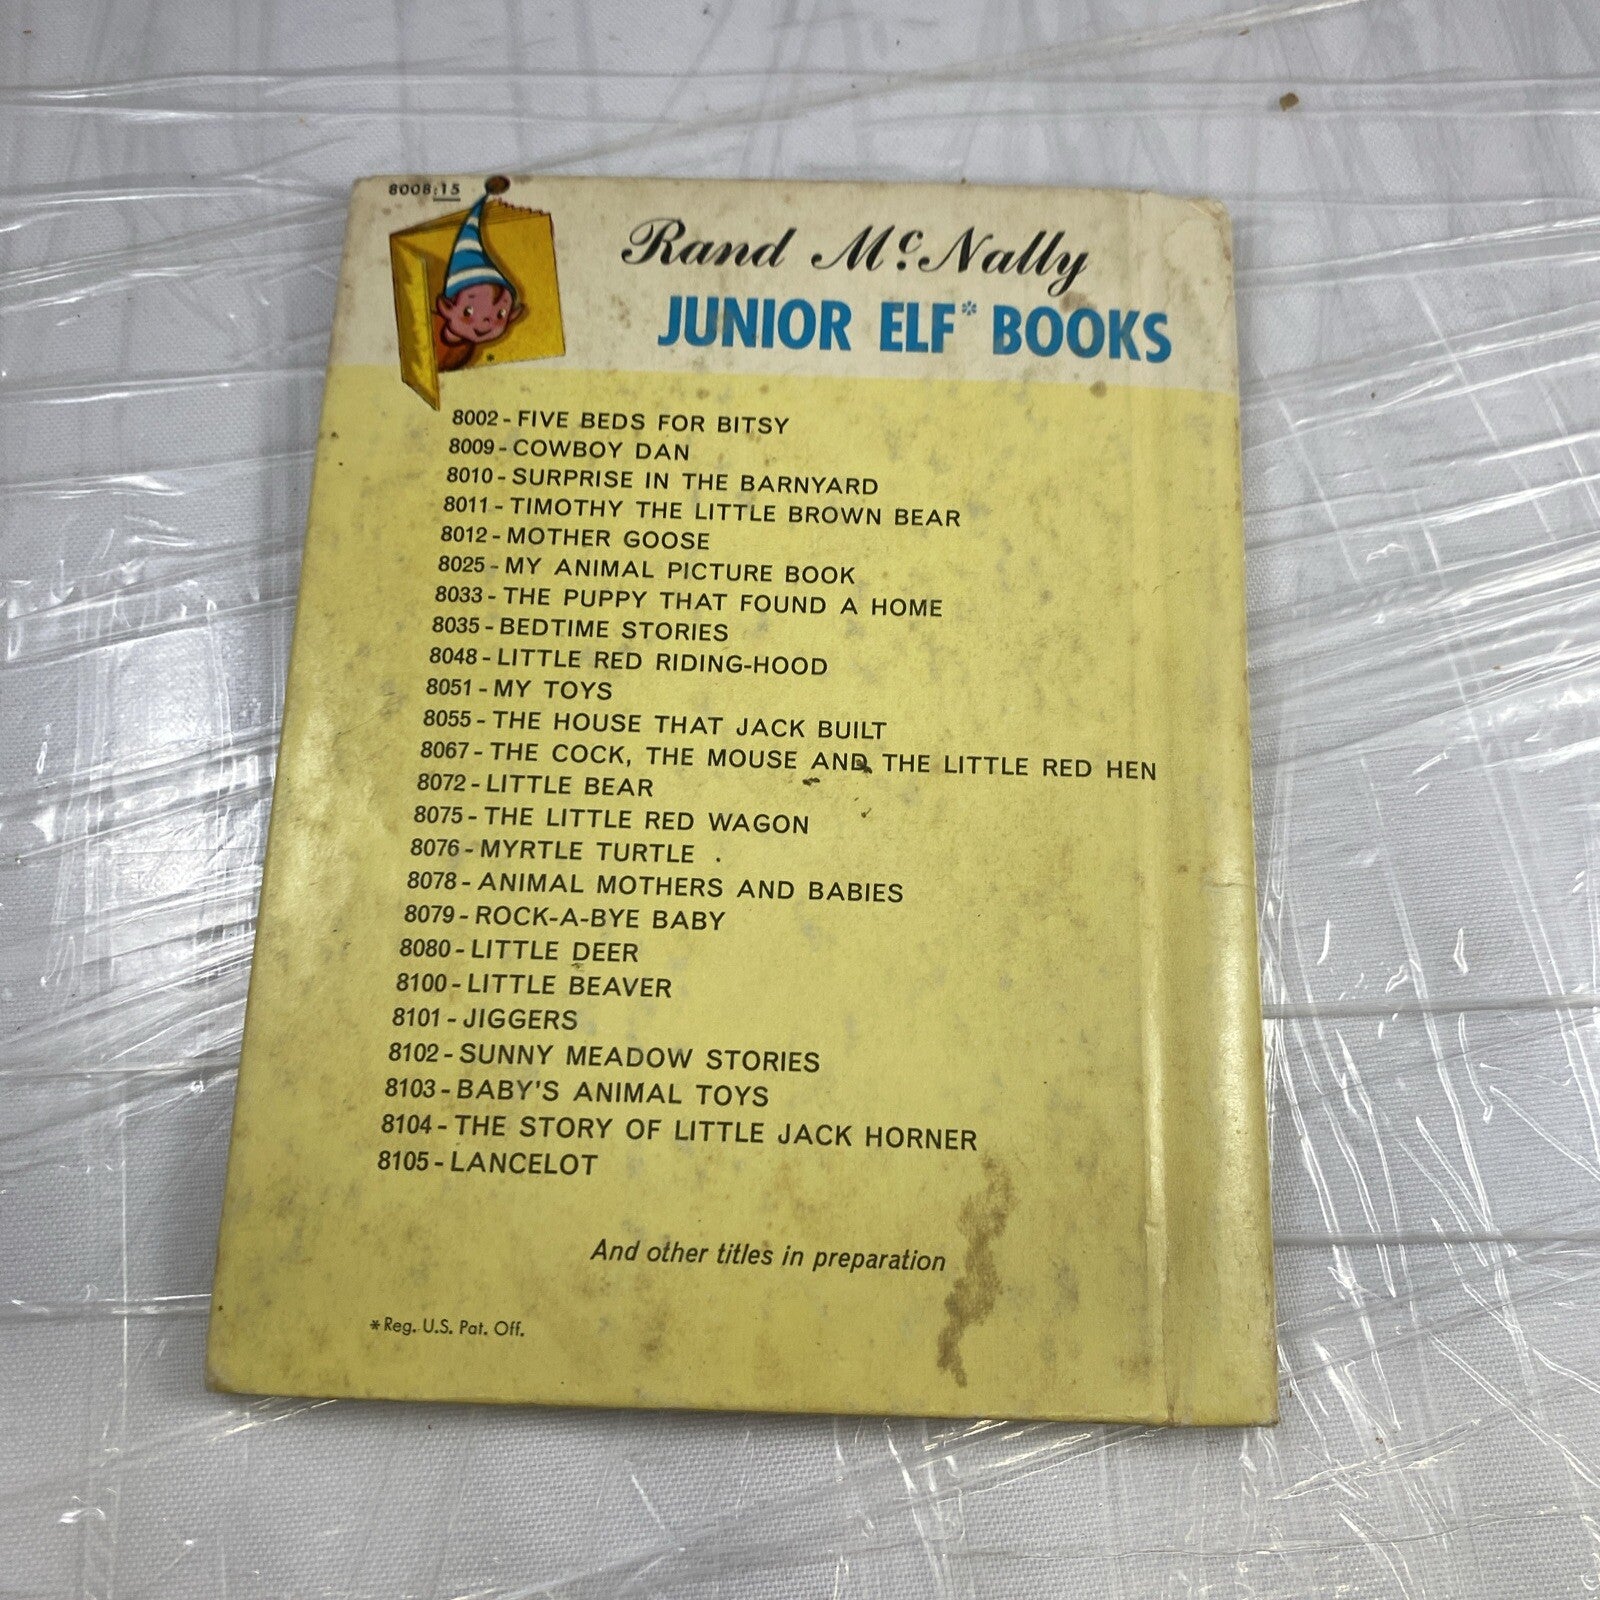 8008:15
Rand McNally
JUNIOR ELF* BOOKS
*
8002 - FIVE BEDS FOR BITSY
8009 - COWBOY DAN
8010 - SURPRISE IN THE BARNYARD
8011 - TIMOTHY THE LITTLE BROWN BEAR
8012 - MOTHER GOOSE
8025 - MY ANIMAL PICTURE BOOK
8033 - THE PUPPY THAT FOUND A HOME
8035 - BEDTIME STORIES
8048 - LITTLE RED RIDING-HOOD
8051 - MY TOYS
8055 - THE HOUSE THAT JACK BUILT
8067 - THE COCK, THE MOUSE AND THE LITTLE RED HEN
8072 - LITTLE BEAR
8075 - THE LITTLE RED WAGON
8076 - MYRTLE TURTLE .
8078 - ANIMAL MOTHERS AND BABIES
8079 - ROCK-A-BYE BABY
8080 - LITTLE DEER
8100 - LITTLE BEAVER
8101 - JIGGERS
8102 - SUNNY MEADOW STORIES
8103 - BABY'S ANIMAL TOYS
8104 - THE STORY OF LITTLE JACK HORNER
8105 - LANCELOT
And other titles in preparation
*Reg. U.S. Pat. Off.